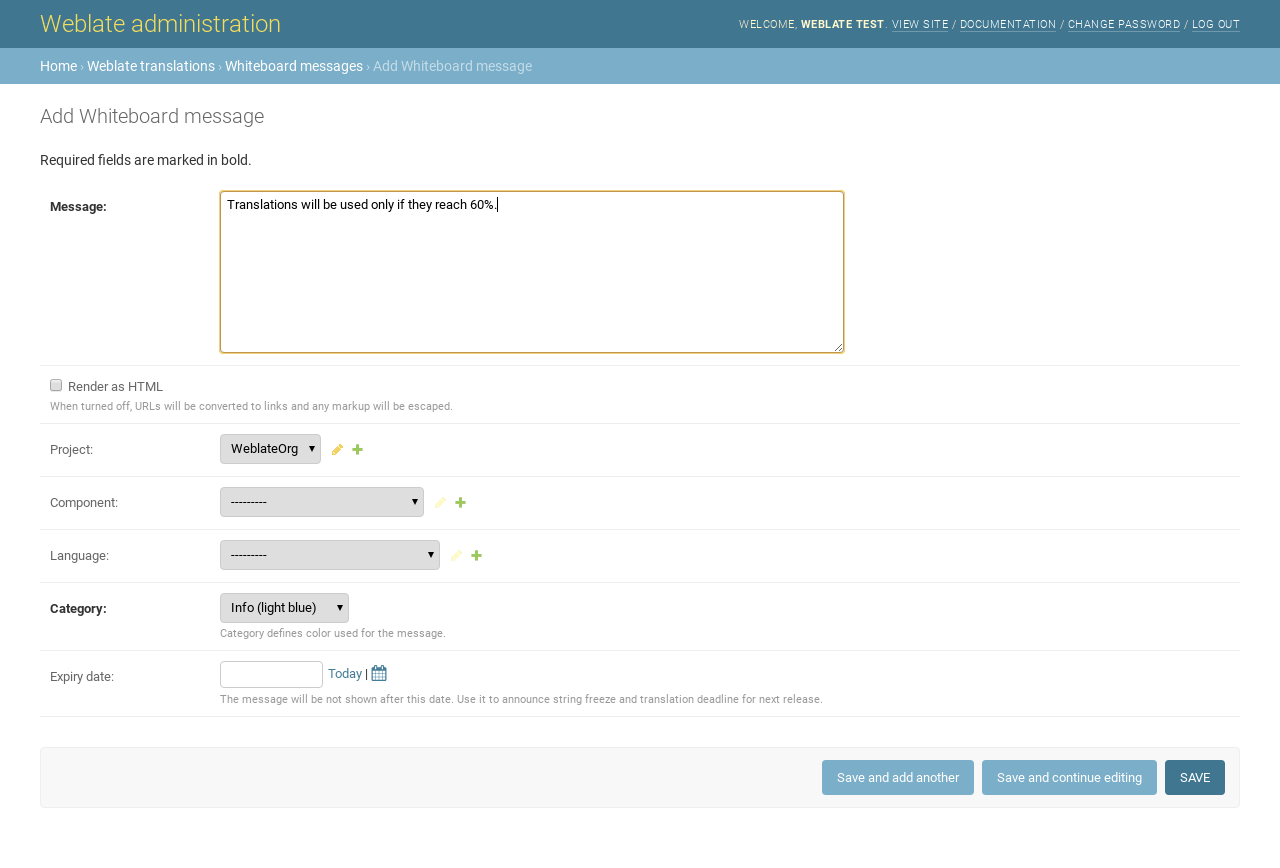 Weblate administration
WELCOME, WEBLATE TEST. VIEW SITE / DOCUMENTATION / CHANGE PASSWORD / LOG OUT
Home › Weblate translations › Whiteboard messages › Add Whiteboard message
Add Whiteboard message
Required fields are marked in bold.
Message:
Translations will be used only if they reach 60%.
Render as HTML
When turned off, URLs will be converted to links and any markup will be escaped.
Project:
WeblateOrg
Component:
---------
Language:
---------
Category:
Info (light blue)
Category defines color used for the message.
Expiry date:
Today |
The message will be not shown after this date. Use it to announce string freeze and translation deadline for next release.
Save and add another
Save and continue editing
SAVE